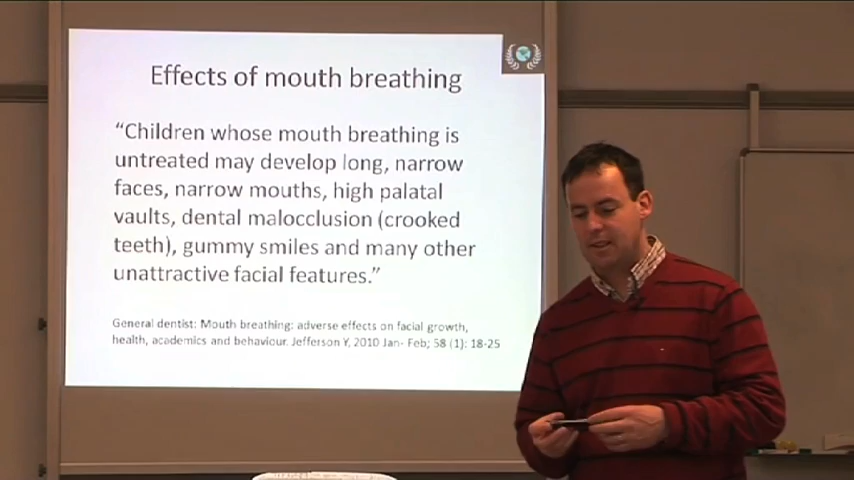 Effects of mouth breathing
“Children whose mouth breathing is
untreated may develop long, narrow
faces, narrow mouths, high palatal
vaults, dental malocclusion (crooked
teeth), gummy smiles and many other
unattractive facial features.”
General dentist: Mouth breathing: adverse effects on facial growth,
health, academics and behaviour. Jefferson Y, 2010 Jan- Feb; 58 (1): 18-25